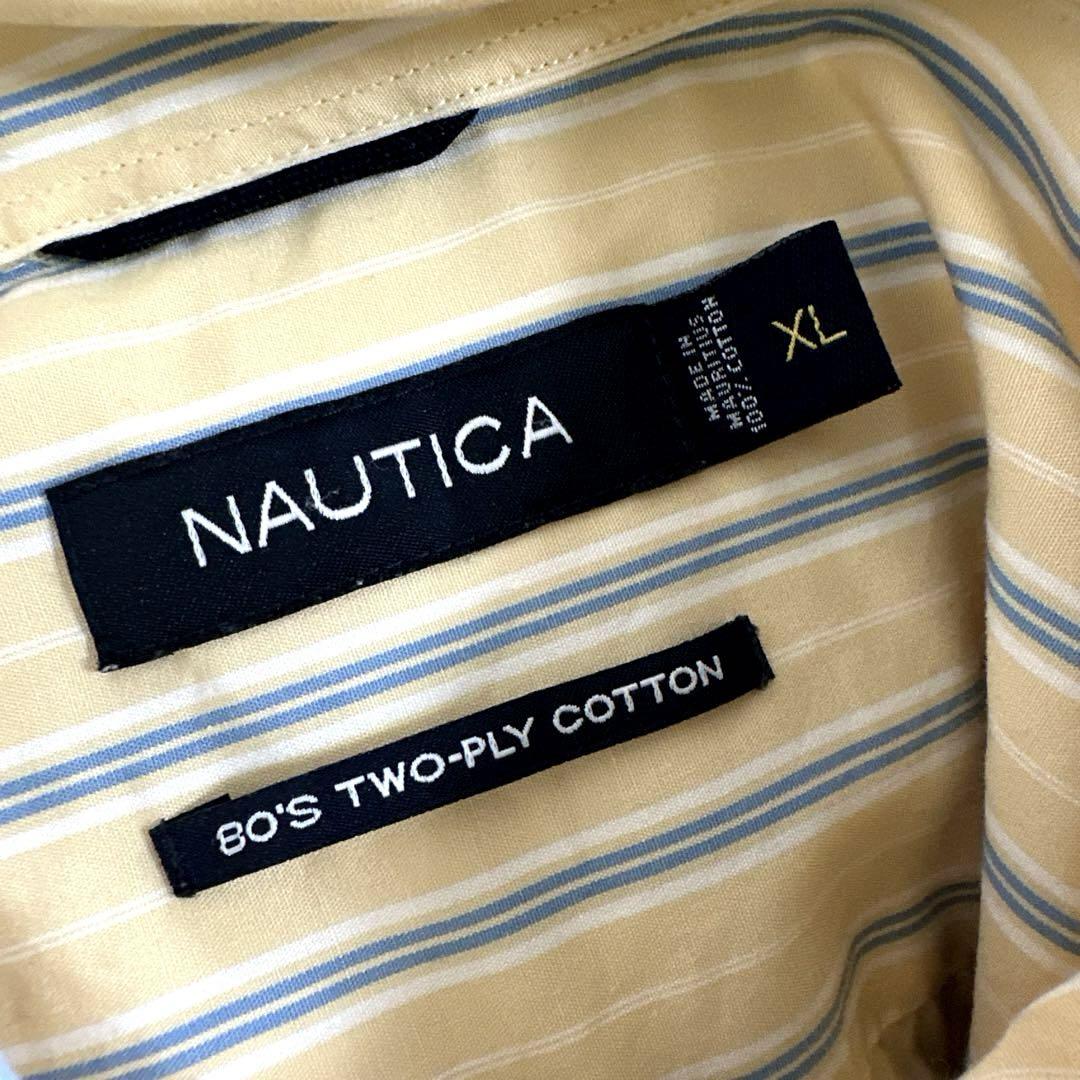 NAUTICA
MADE IN
MAURITIUS
100% COTTON
XL
80'S TWO-PLY COTTON